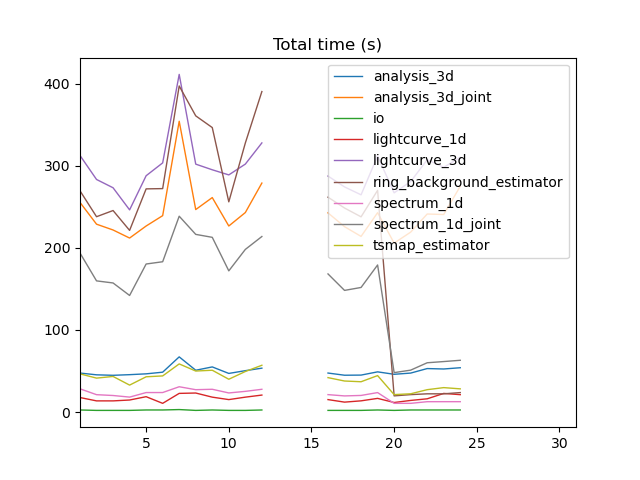 Total time (s)
400
300
200
100
0
5
10
15
20
25
30
analysis_3d
analysis_3d_joint
io
lightcurve_1d
lightcurve_3d
ring_background_estimator
spectrum_1d
spectrum_1d_joint
tsmap_estimator